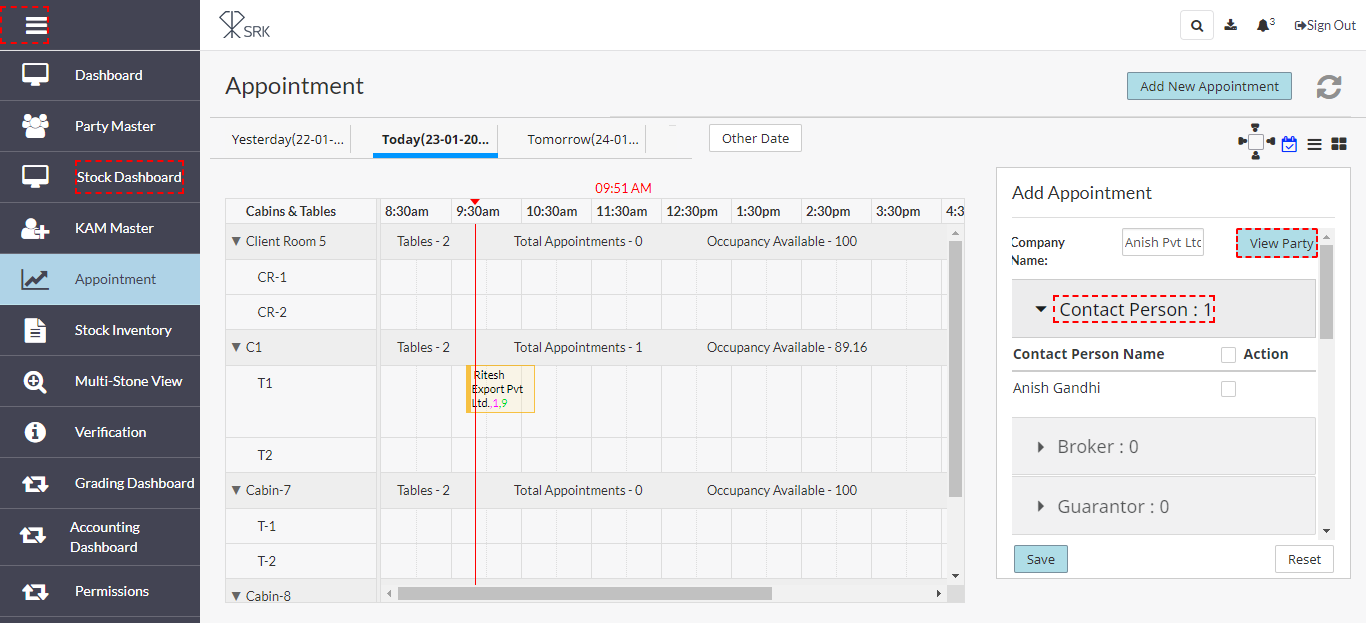 SRK
3
Sign Out
Dashboard
Party Master
Stock Dashboard
KAM Master
Appointment
Stock Inventory
Multi-Stone View
Verification
Grading Dashboard
Accounting
Dashboard
Permissions
Appointment
Add New Appointment
Yesterday(22-01-...
Today(23-01-20...
Tomorrow(24-01...
Other Date
09:51 AM
Cabins & Tables 8:30am 9:30am 10:30am 11:30am 12:30pm 1:30pm 2:30pm 3:30pm 4:3
Client Room 5 Tables - 2 Total Appointments - 0 Occupancy Available - 100
CR-1
CR-2
C1 Tables - 2 Total Appointments - 1 Occupancy Available - 89.16
T1
Ritesh
Export Pvt
Ltd.,1,9
T2
Cabin-7 Tables - 2 Total Appointments - 0 Occupancy Available - 100
T-1
T-2
Cabin-8
Add Appointment
Company
Name:
Anish Pvt Ltd
View Party
Contact Person : 1
Contact Person Name Action
Anish Gandhi
Broker : 0
Guarantor : 0
Save
Reset